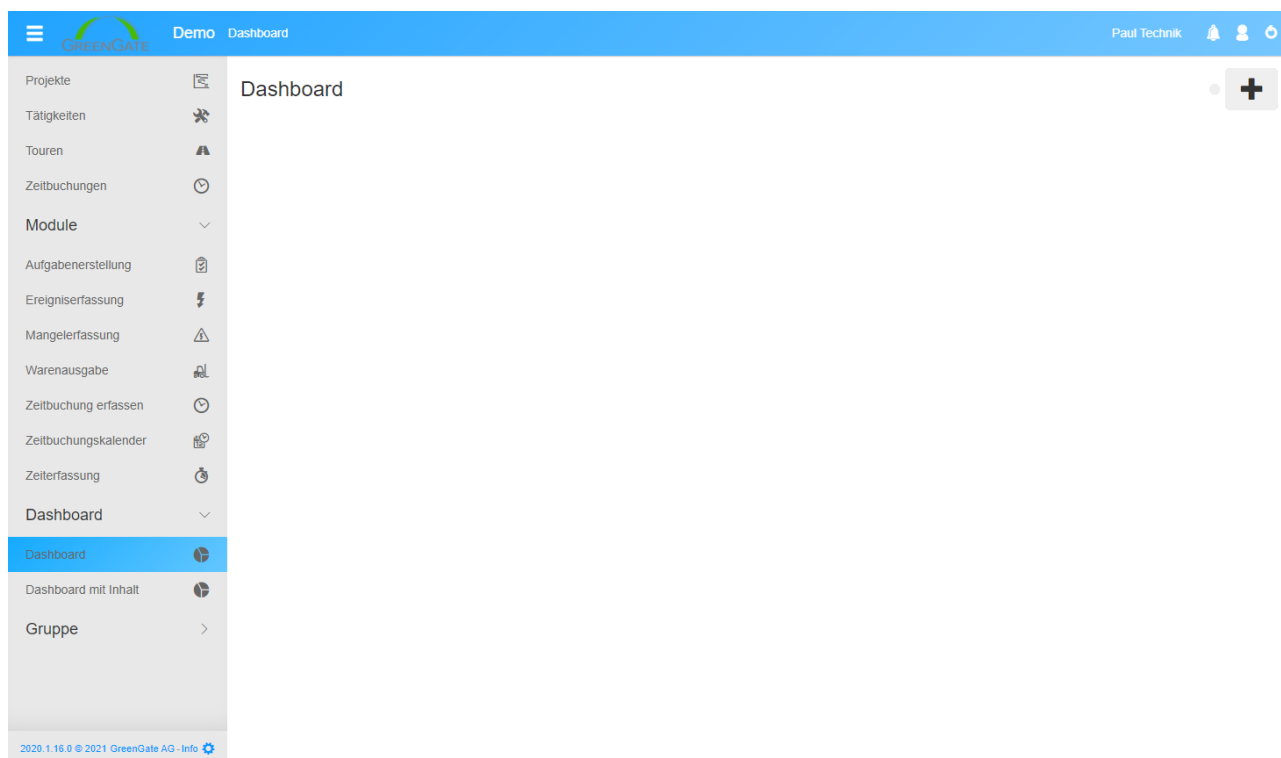 GREENGATE
Demo Dashboard
Paul Technik
Projekte
Tätigkeiten
Touren
Zeitbuchungen
Module
Aufgabenerstellung
Ereigniserfassung
Mangelerfassung
Warenausgabe
Zeitbuchung erfassen
Zeitbuchungskalender
Zeiterfassung
Dashboard
Dashboard
Dashboard mit Inhalt
Gruppe
2020.1.16.0 © 2021 GreenGate AG - Info
Dashboard